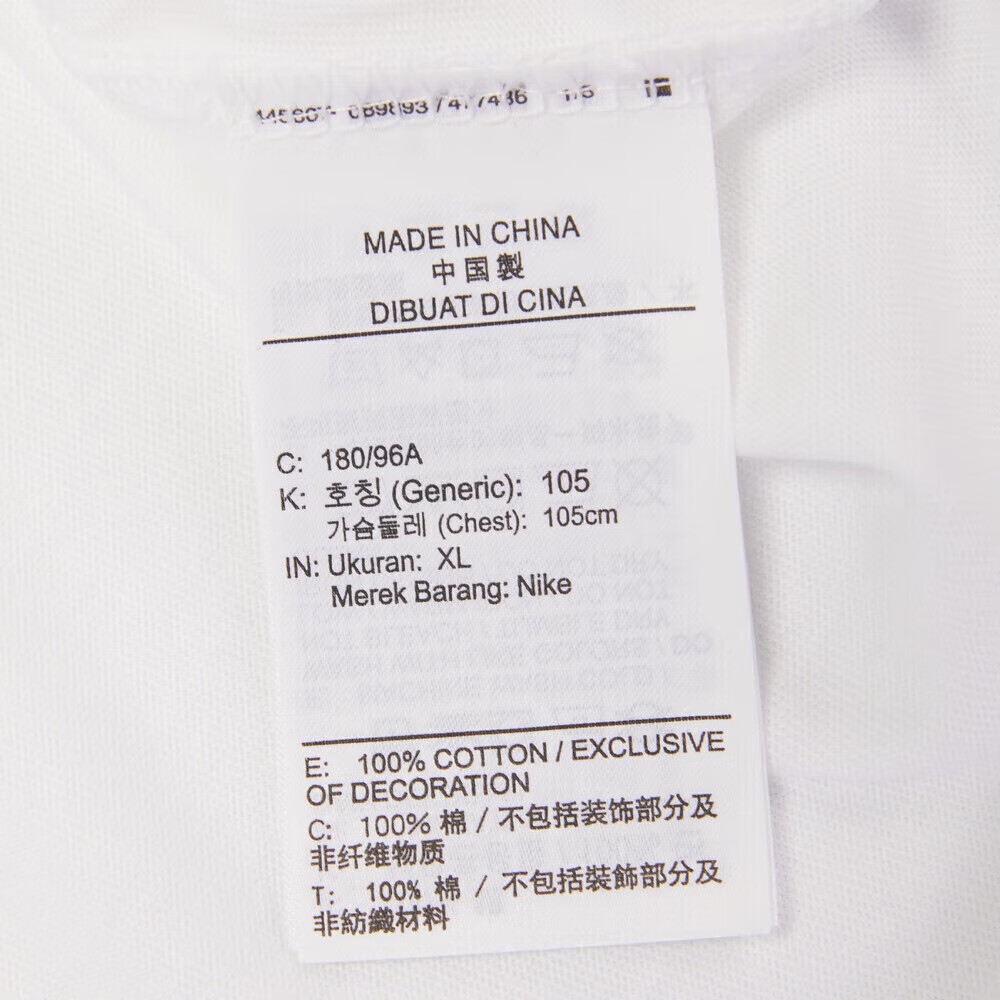 MADE IN CHINA
中国製
DIBUAT DI CINA
C: 180/96A
K: 호칭 (Generic): 105
가슴둘레 (Chest): 105cm
IN: Ukuran: XL
Merek Barang: Nike
E: 100% COTTON / EXCLUSIVE
OF DECORATION
C: 100% 棉 / 不包括装饰部分及
非纤维物质
T: 100% 棉 / 不包括裝飾部分及
非紡織材料